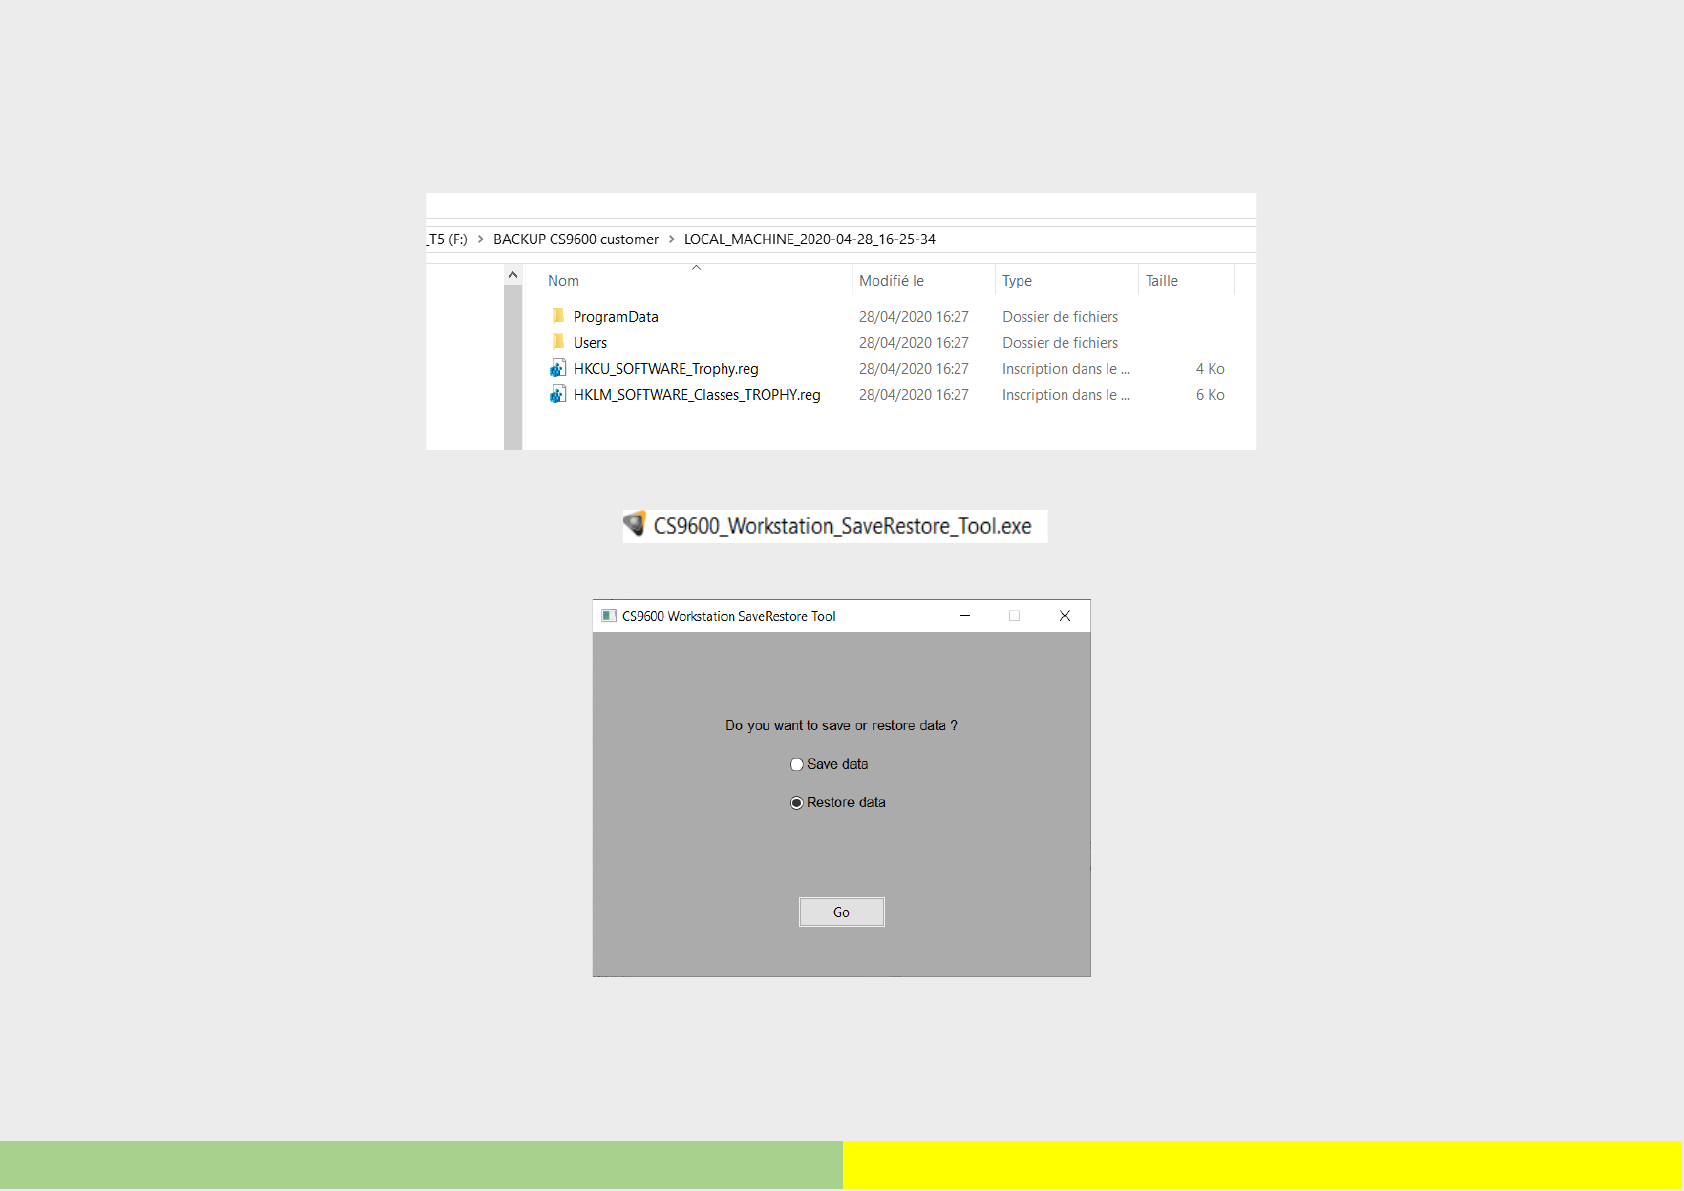 _T5 (F:) > BACKUP CS9600 customer > LOCAL_MACHINE_2020-04-28_16-25-34
Nom Modifié le Type Taille
ProgramData 28/04/2020 16:27 Dossier de fichiers
Users 28/04/2020 16:27 Dossier de fichiers
HKCU_SOFTWARE_Trophy.reg 28/04/2020 16:27 Inscription dans le ... 4 Ko
HKLM_SOFTWARE_Classes_TROPHY.reg 28/04/2020 16:27 Inscription dans le ... 6 Ko
CS9600_Workstation_SaveRestore_Tool.exe
CS9600 Workstation SaveRestore Tool
Do you want to save or restore data ?
Save data
Restore data
Go